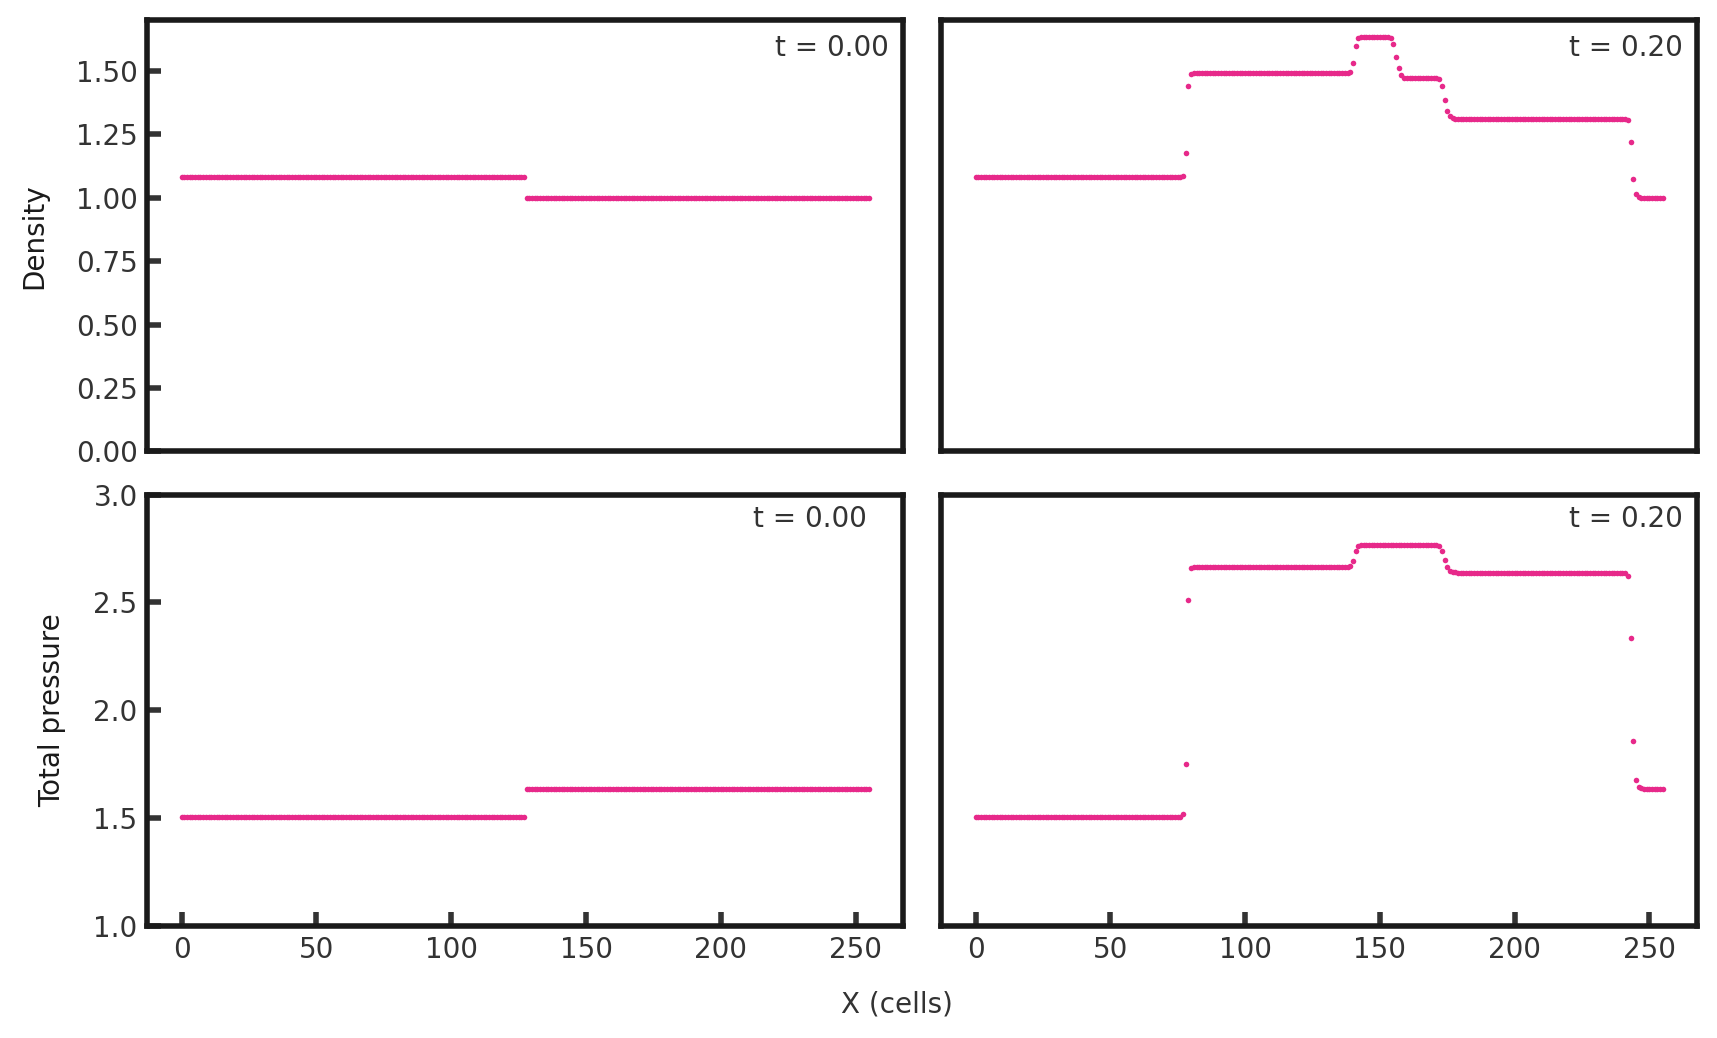 t = 0.00
t = 0.20
1.50
1.25
1.00
0.75
0.50
0.25
0.00
Density
t = 0.00
t = 0.20
3.0
2.5
2.0
1.5
1.0
Total pressure
0 50 100 150 200 250
0 50 100 150 200 250
X (cells)